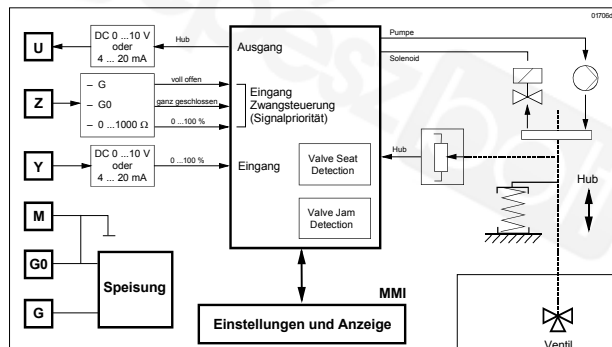 01706d
U
DC 0 ...10 V
oder
4 ... 20 mA
Hub
Ausgang
Pumpe
Solenoid
Z
– G
– G0
– 0 ...1000 Ω
voll offen
ganz geschlossen
0 ...100 %
Eingang
Zwangsteuerung
(Signalpriorität)
Y
DC 0 ...10 V
oder
4 ... 20 mA
0 ...100 %
Eingang
Valve Seat
Detection
Valve Jam
Detection
Hub
Hub
M
G0
G
Speisung
MMI
Einstellungen und Anzeige
Ventil